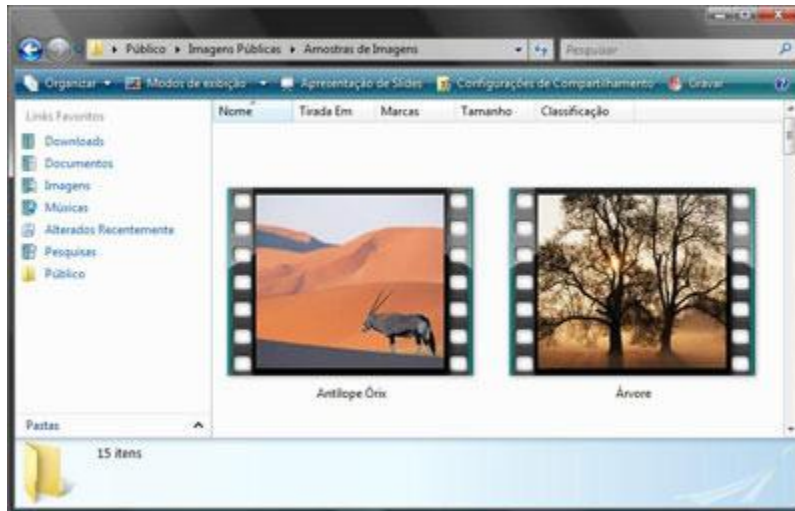 Público ▸ Imagens Públicas ▸ Amostras de Imagens
Pesquisar
Organizar Modos de exibição Apresentação de Slides Configurações de Compartilhamento Gravar
Links Favoritos
Nome Tirada Em Marcas Tamanho Classificação
Downloads
Documentos
Imagens
Músicas
Alterados Recentemente
Pesquisas
Público
Antílope Órix
Árvore
Pastas
15 itens